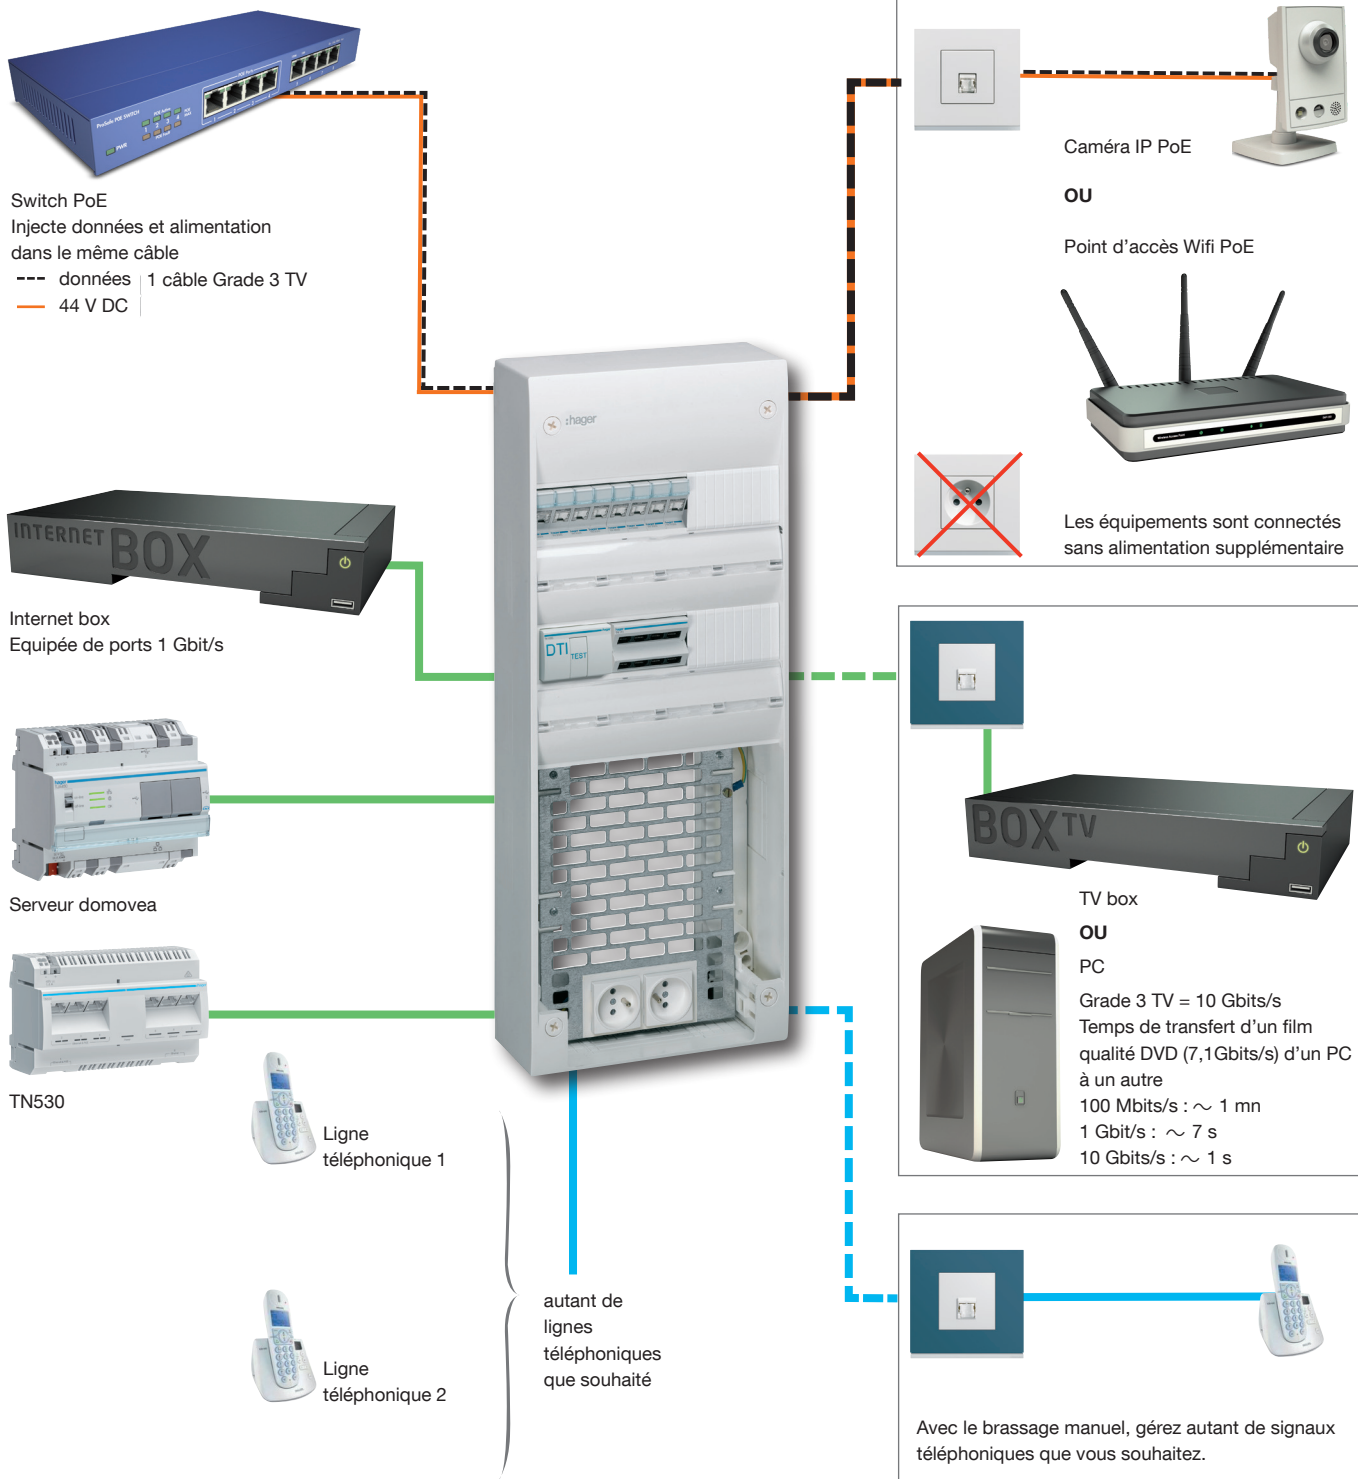 ProSafe POE SWITCH
PWR
Switch PoE
Injecte données et alimentation
dans le même câble
données
1 câble Grade 3 TV
44 V DC
Caméra IP PoE
OU
Point d'accès Wifi PoE
Les équipements sont connectés
sans alimentation supplémentaire
:hager
DTI
TEST
INTERNET BOX
Internet box
Equipée de ports 1 Gbit/s
Serveur domovea
TN530
BOX TV
TV box
OU
PC
Grade 3 TV = 10 Gbits/s
Temps de transfert d'un film
qualité DVD (7,1Gbits/s) d'un PC
à un autre
100 Mbits/s : ~ 1 mn
1 Gbit/s : ~ 7 s
10 Gbits/s : ~ 1 s
Ligne
téléphonique 1
Ligne
téléphonique 2
autant de
lignes
téléphoniques
que souhaité
Avec le brassage manuel, gérez autant de signaux
téléphoniques que vous souhaitez.